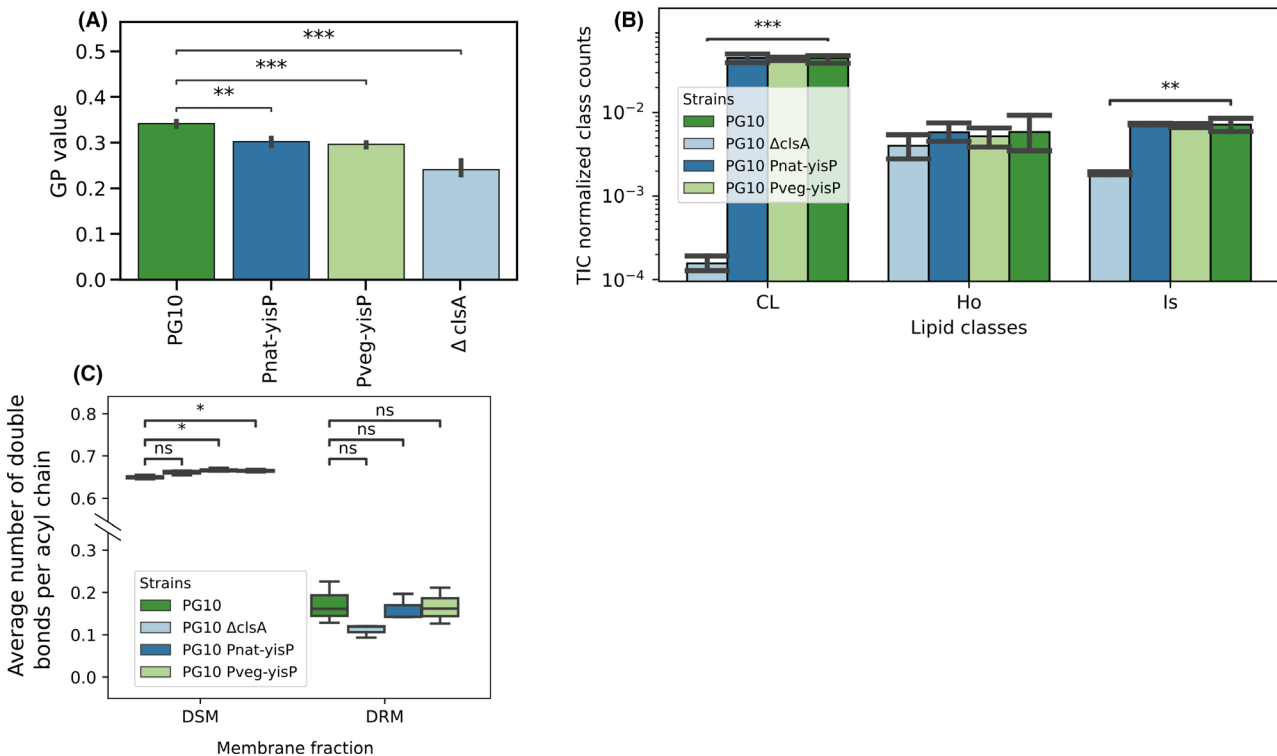 (A)
***
***
**
GP value
0.5
0.4
0.3
0.2
0.1
0.0
PG10
Pnat-yisP
Pveg-yisP
Δ clsA
(B)
***
**
TIC normalized class counts
10⁻²
10⁻³
10⁻⁴
Strains
PG10
PG10 ΔclsA
PG10 Pnat-yisP
PG10 Pveg-yisP
CL
Ho
Is
Lipid classes
(C)
Average number of double
bonds per acyl chain
0.8
0.7
0.6
0.3
0.2
0.1
0.0
*
*
ns
ns
ns
ns
Strains
PG10
PG10 ΔclsA
PG10 Pnat-yisP
PG10 Pveg-yisP
DSM
DRM
Membrane fraction